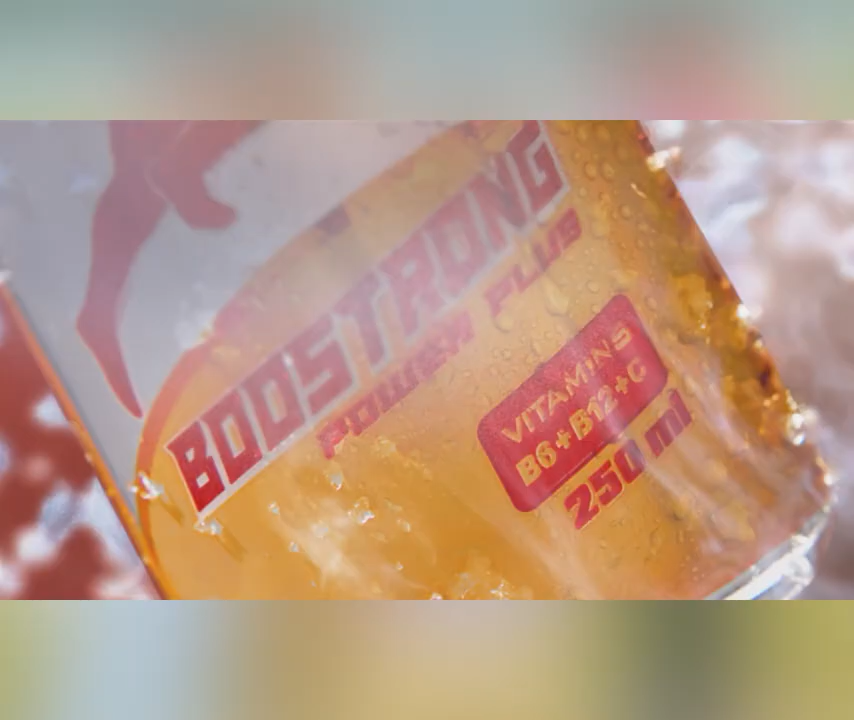 BOOSTRONG
POWER PLUS
VITAMINS
B6+B12+C
250 ml